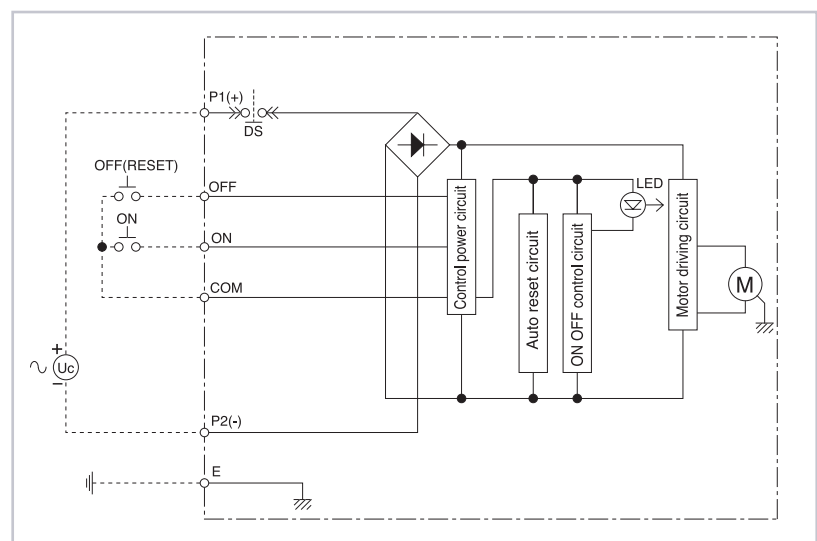 P1(+)
DS
OFF(RESET)
OFF
LED
ON
ON
COM
Control power circuit
Auto reset circuit
ON OFF control circuit
Motor driving circuit
M
+
Uc
−
P2(-)
E